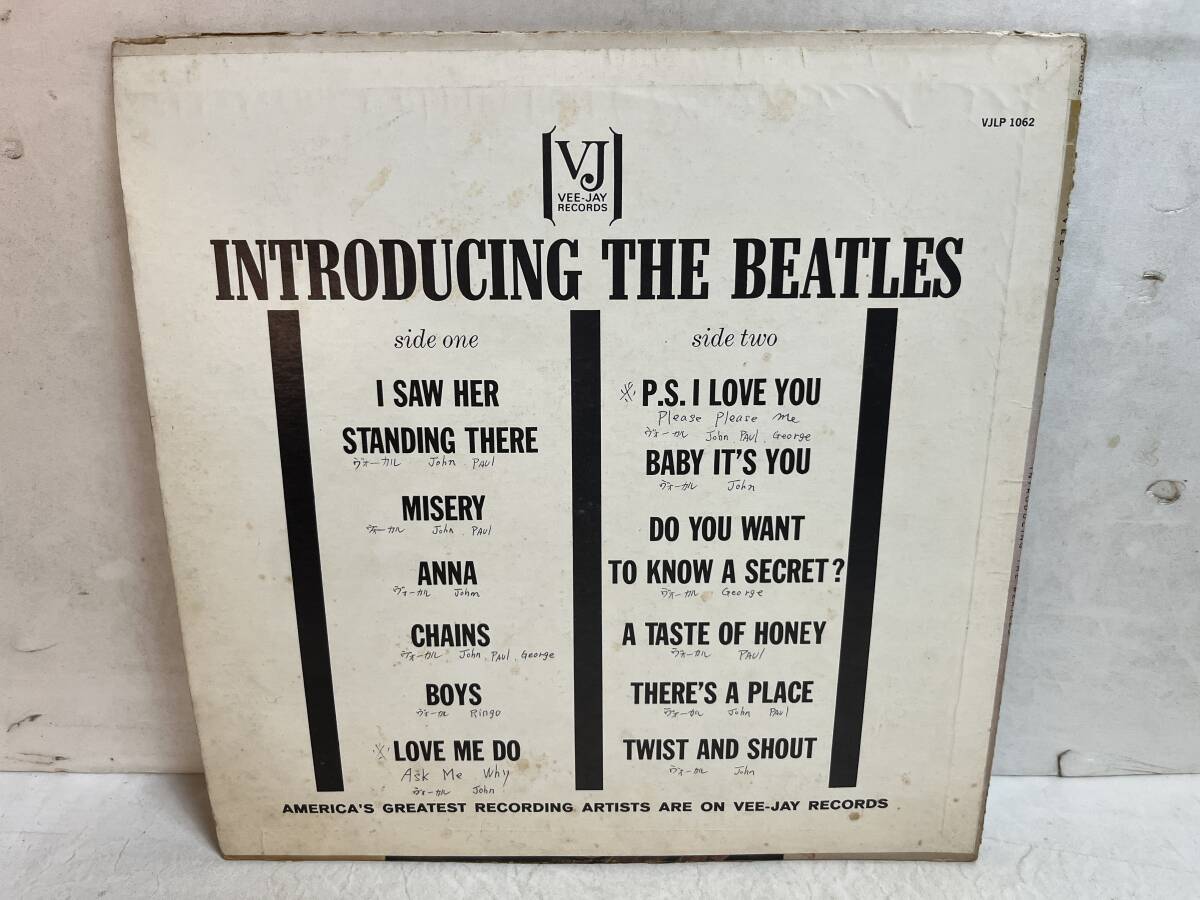 VJLP 1062
VJ
VEE-JAY
RECORDS
INTRODUCING THE BEATLES
side one
I SAW HER
STANDING THERE
ヴォーカル John PAUl
MISERY
ヴォーカル John PAUl
ANNA
ヴォーカル John
CHAINS
ヴォーカル John PAUl George
BOYS
ヴォーカル Ringo
※ LOVE ME DO
Ask Me Why
ヴォーカル John
side two
※ P.S. I LOVE YOU
Please Please me
ヴォーカル John PAUl George
BABY IT'S YOU
ヴォーカル John
DO YOU WANT
TO KNOW A SECRET?
ヴォーカル George
A TASTE OF HONEY
ヴォーカル PAUl
THERE'S A PLACE
ヴォーカル John PAUl
TWIST AND SHOUT
ヴォーカル John
AMERICA'S GREATEST RECORDING ARTISTS ARE ON VEE-JAY RECORDS